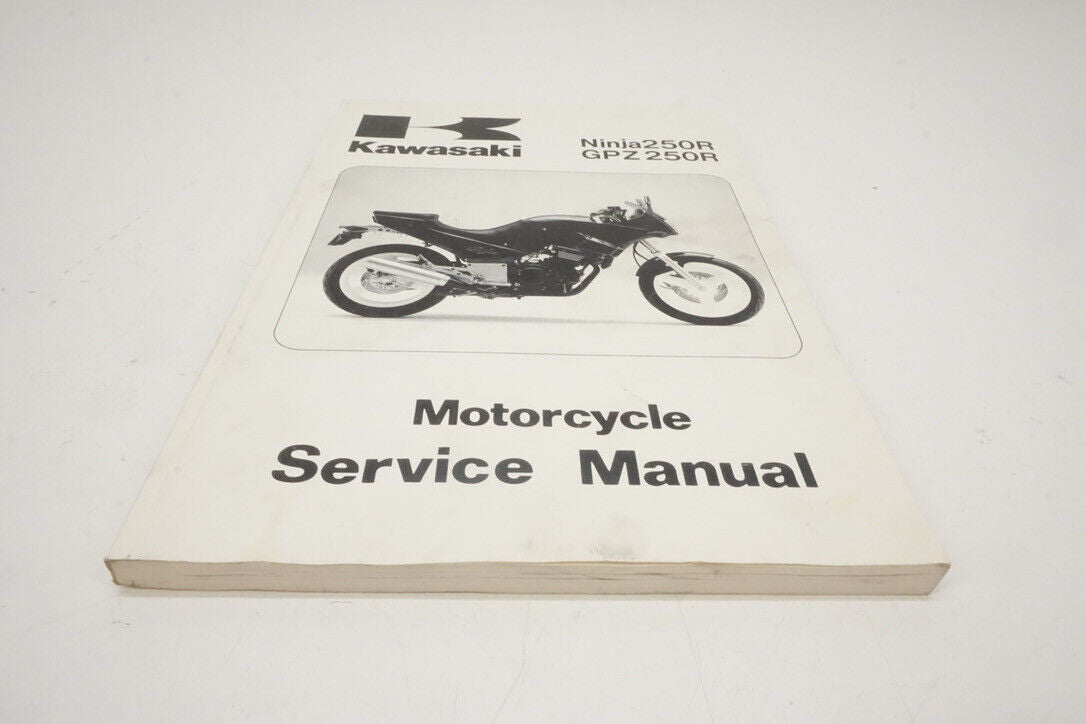 Kawasaki
Ninja250R
GPZ250R
Motorcycle
Service Manual